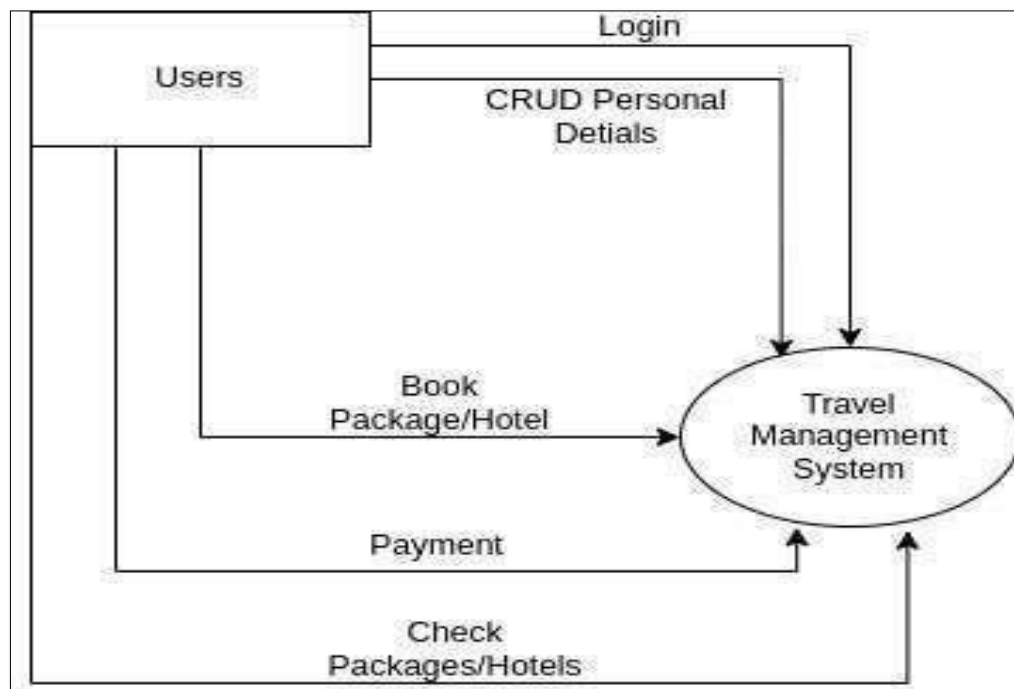 Login
Users
CRUD Personal
Detials
Book
Package/Hotel
Travel
Management
System
Payment
Check
Packages/Hotels